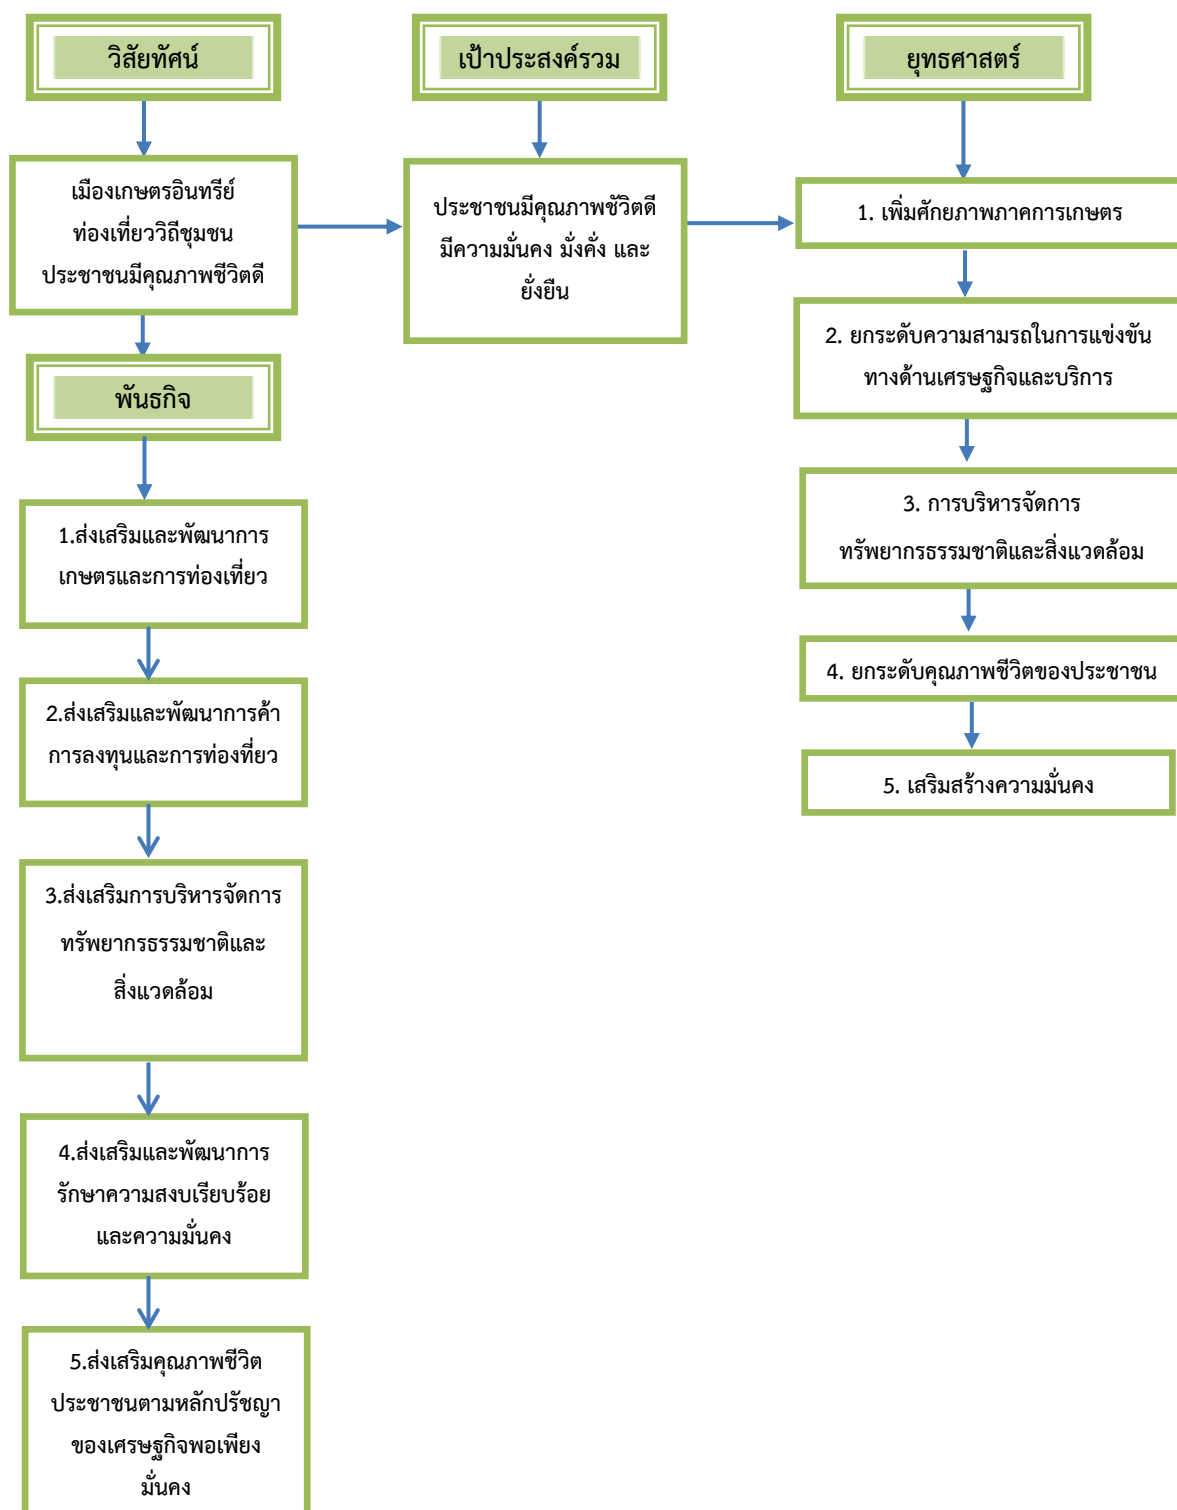 วิสัยทัศน์
เมืองเกษตรอินทรีย์
ท่องเที่ยววิถีชุมชน
ประชาชนมีคุณภาพชีวิตดี
พันธกิจ
1.ส่งเสริมและพัฒนาการ
เกษตรและการท่องเที่ยว
2.ส่งเสริมและพัฒนาการค้า
การลงทุนและการท่องที่ยว
3.ส่งเสริมการบริหารจัดการ
ทรัพยากรธรรมชาติและ
สิ่งแวดล้อม
4.ส่งเสริมและพัฒนาการ
รักษาความสงบเรียบร้อย
และความมั่นคง
5.ส่งเสริมคุณภาพชีวิต
ประชาชนตามหลักปรัชญา
ของเศรษฐกิจพอเพียง
มั่นคง
เป้าประสงค์รวม
ประชาชนมีคุณภาพชัวิตดี
มีความมั่นคง มั่งคั่ง และ
ยั่งยืน
ยุทธศาสตร์
1. เพิ่มศักยภาพภาคการเกษตร
2. ยกระดับความสามรถในการแข่งขัน
ทางด้านเศรษฐกิจและบริการ
3. การบริหารจัดการ
ทรัพยากรธรรมชาติและสิ่งแวดล้อม
4. ยกระดับคุณภาพชีวิตของประชาชน
5. เสริมสร้างความมั่นคง